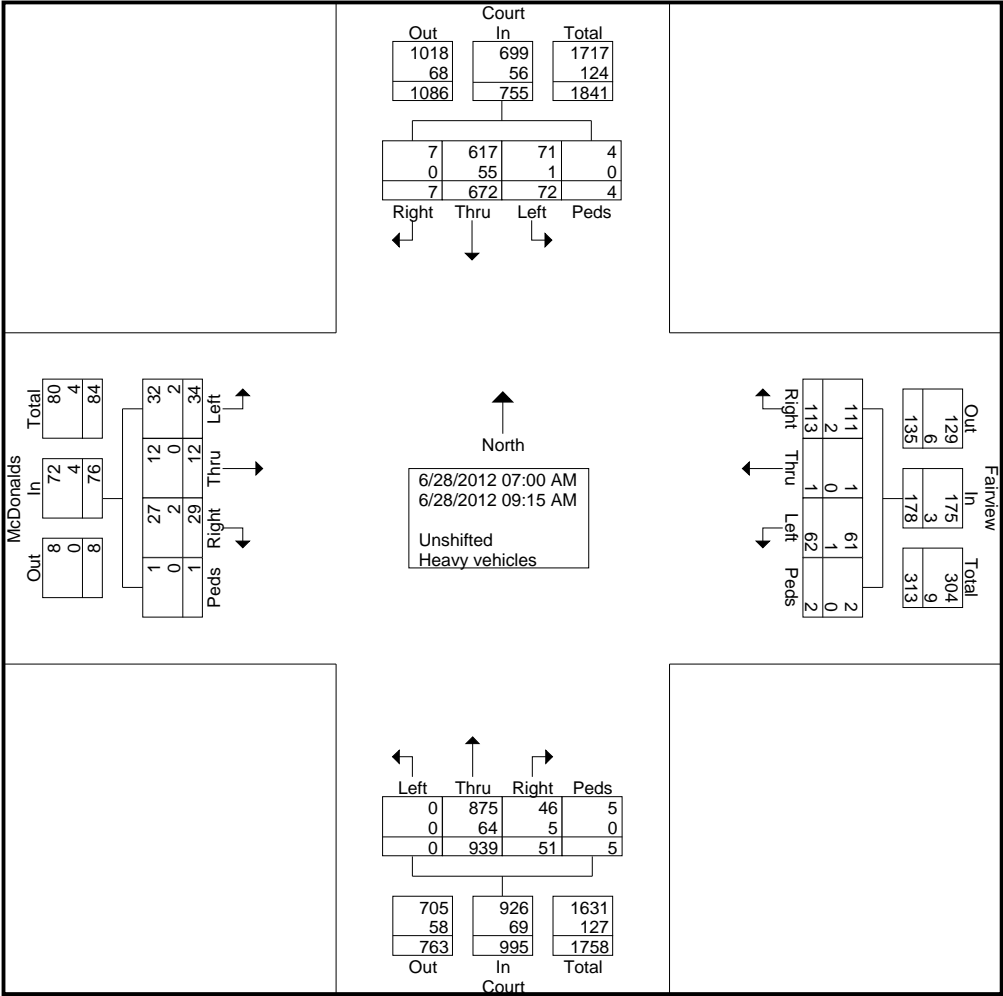 Court
Out In Total
1018 699 1717
68 56 124
1086 755 1841
7 617 71 4
0 55 1 0
7 672 72 4
Right Thru Left Peds
McDonalds
Total In Out
80 72 8
4 4 0
84 76 8
32 12 27 1
2 0 2 0
34 12 29 1
Left Thru Right Peds
North
6/28/2012 07:00 AM
6/28/2012 09:15 AM
Unshifted
Heavy vehicles
Right Thru Left Peds
113 1 62 2
2 0 1 0
111 1 61 2
Out In Total
129 175 304
6 3 9
135 178 313
Fairview
Left Thru Right Peds
0 875 46 5
0 64 5 0
0 939 51 5
705 926 1631
58 69 127
763 995 1758
Out In Total
Court